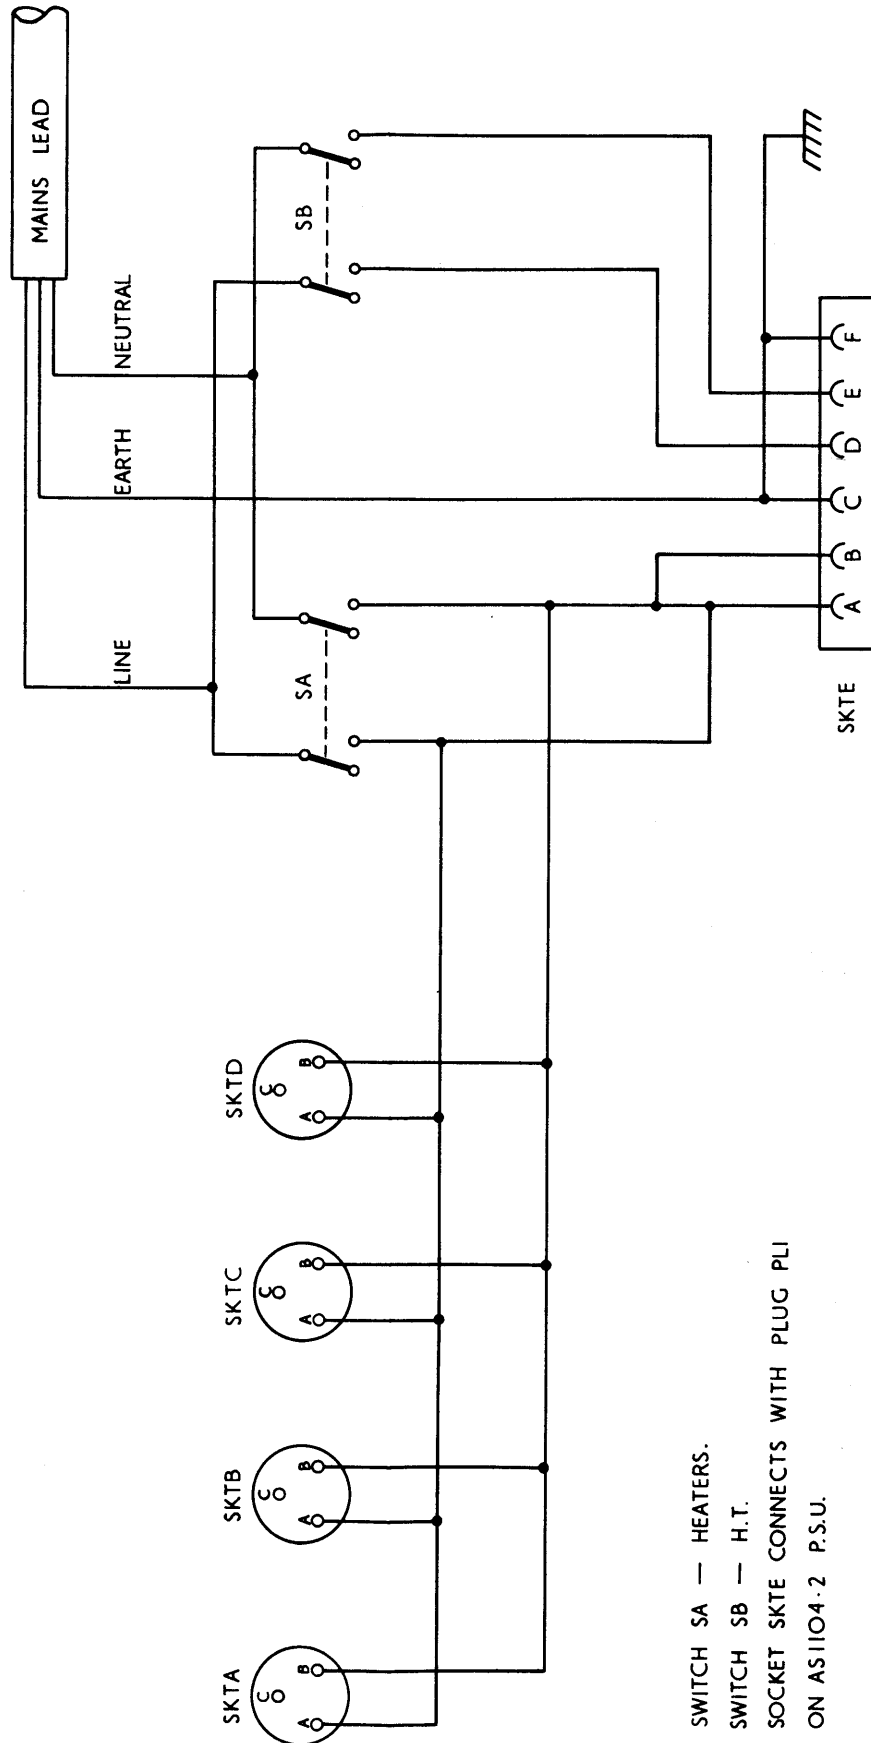 MAINS LEAD
LINE
EARTH
NEUTRAL
SA
SB
SKTA
SKTB
SKTC
SKTD
A B C
A B C
A B C
A B C
SKTE
A B C D E F
SWITCH SA — HEATERS.
SWITCH SB — H.T.
SOCKET SKTE CONNECTS WITH PLUG PL1
ON AS1104·2 P.S.U.